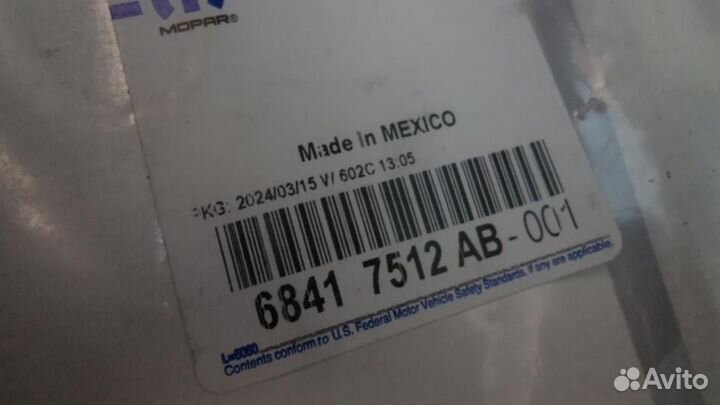 MOPAR®
Made In MEXICO
PKG: 2024/03/15 V/ 602C 13:05
6841 7512 AB-001
L=6060
Contents conform to U.S. Federal Motor Vehicle Safety Standards, if any are applicable.
Avito